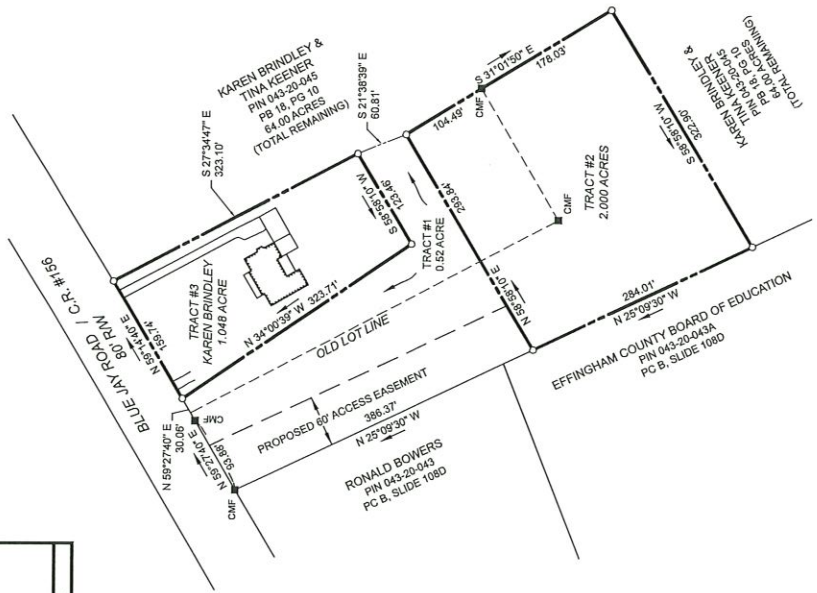 BLUE JAY ROAD / C.R. #156
80' R/W
KAREN BRINDLEY &
TINA KEENER
PIN 043-20-045
PB 18, PG 10
64.00 ACRES
(TOTAL REMAINING)
S 27°34'47" E
323.10'
S 21°38'39" E
60.81'
N 59°14'40" E
159.74'
TRACT #3
KAREN BRINDLEY
1.048 ACRE
N 34°00'39" W 323.71'
S 58°58'10" W
123.46'
TRACT #1
0.52 ACRE
N 59°27'40" E
30.06'
CMF
N 59°27'40" E
93.88'
CMF
OLD LOT LINE
PROPOSED 60' ACCESS EASEMENT
386.37'
N 25°09'30" W
RONALD BOWERS
PIN 043-20-043
PC B, SLIDE 108D
104.49'
S 31°01'50" E
178.03'
CMF
293.84'
N 58°58'10" E
CMF
TRACT #2
2.000 ACRES
KAREN BRINDLEY &
TINA KEENER
PIN 043-20-045
PB 18, PG 10
64.00 ACRES
(TOTAL REMAINING)
322.90'
S 58°58'10" W
284.01'
N 25°09'30" W
EFFINGHAM COUNTY BOARD OF EDUCATION
PIN 043-20-043A
PC B, SLIDE 108D